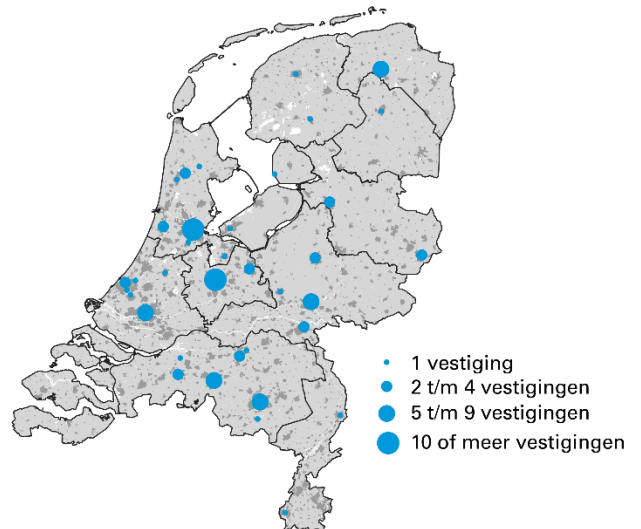 1 vestiging
2 t/m 4 vestigingen
5 t/m 9 vestigingen
10 of meer vestigingen